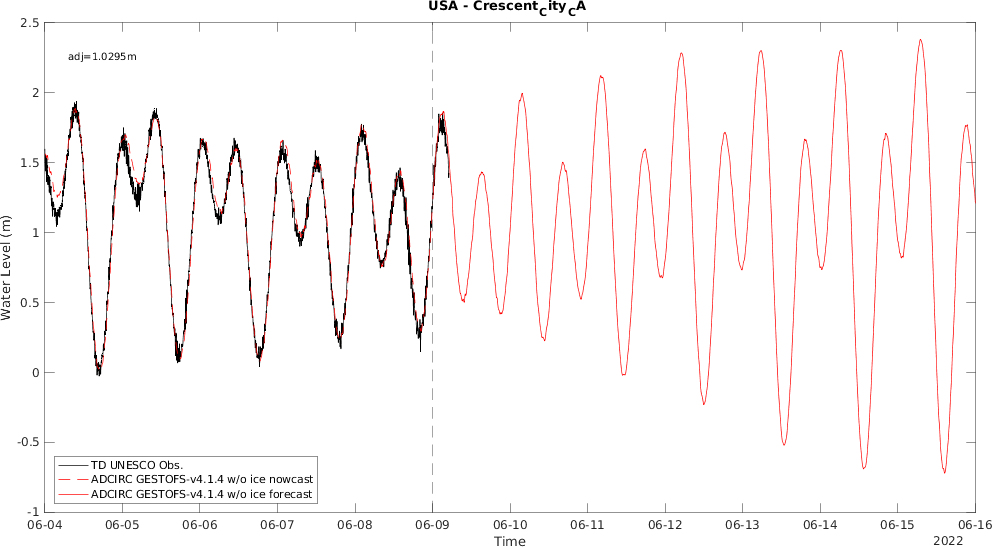 USA - Crescent_City_CA
adj=1.0295m
2.5
2
1.5
1
0.5
0
-0.5
-1
Water Level (m)
TD UNESCO Obs.
ADCIRC GESTOFS-v4.1.4 w/o ice nowcast
ADCIRC GESTOFS-v4.1.4 w/o ice forecast
06-04 06-05 06-06 06-07 06-08 06-09 06-10 06-11 06-12 06-13 06-14 06-15 06-16
Time
2022